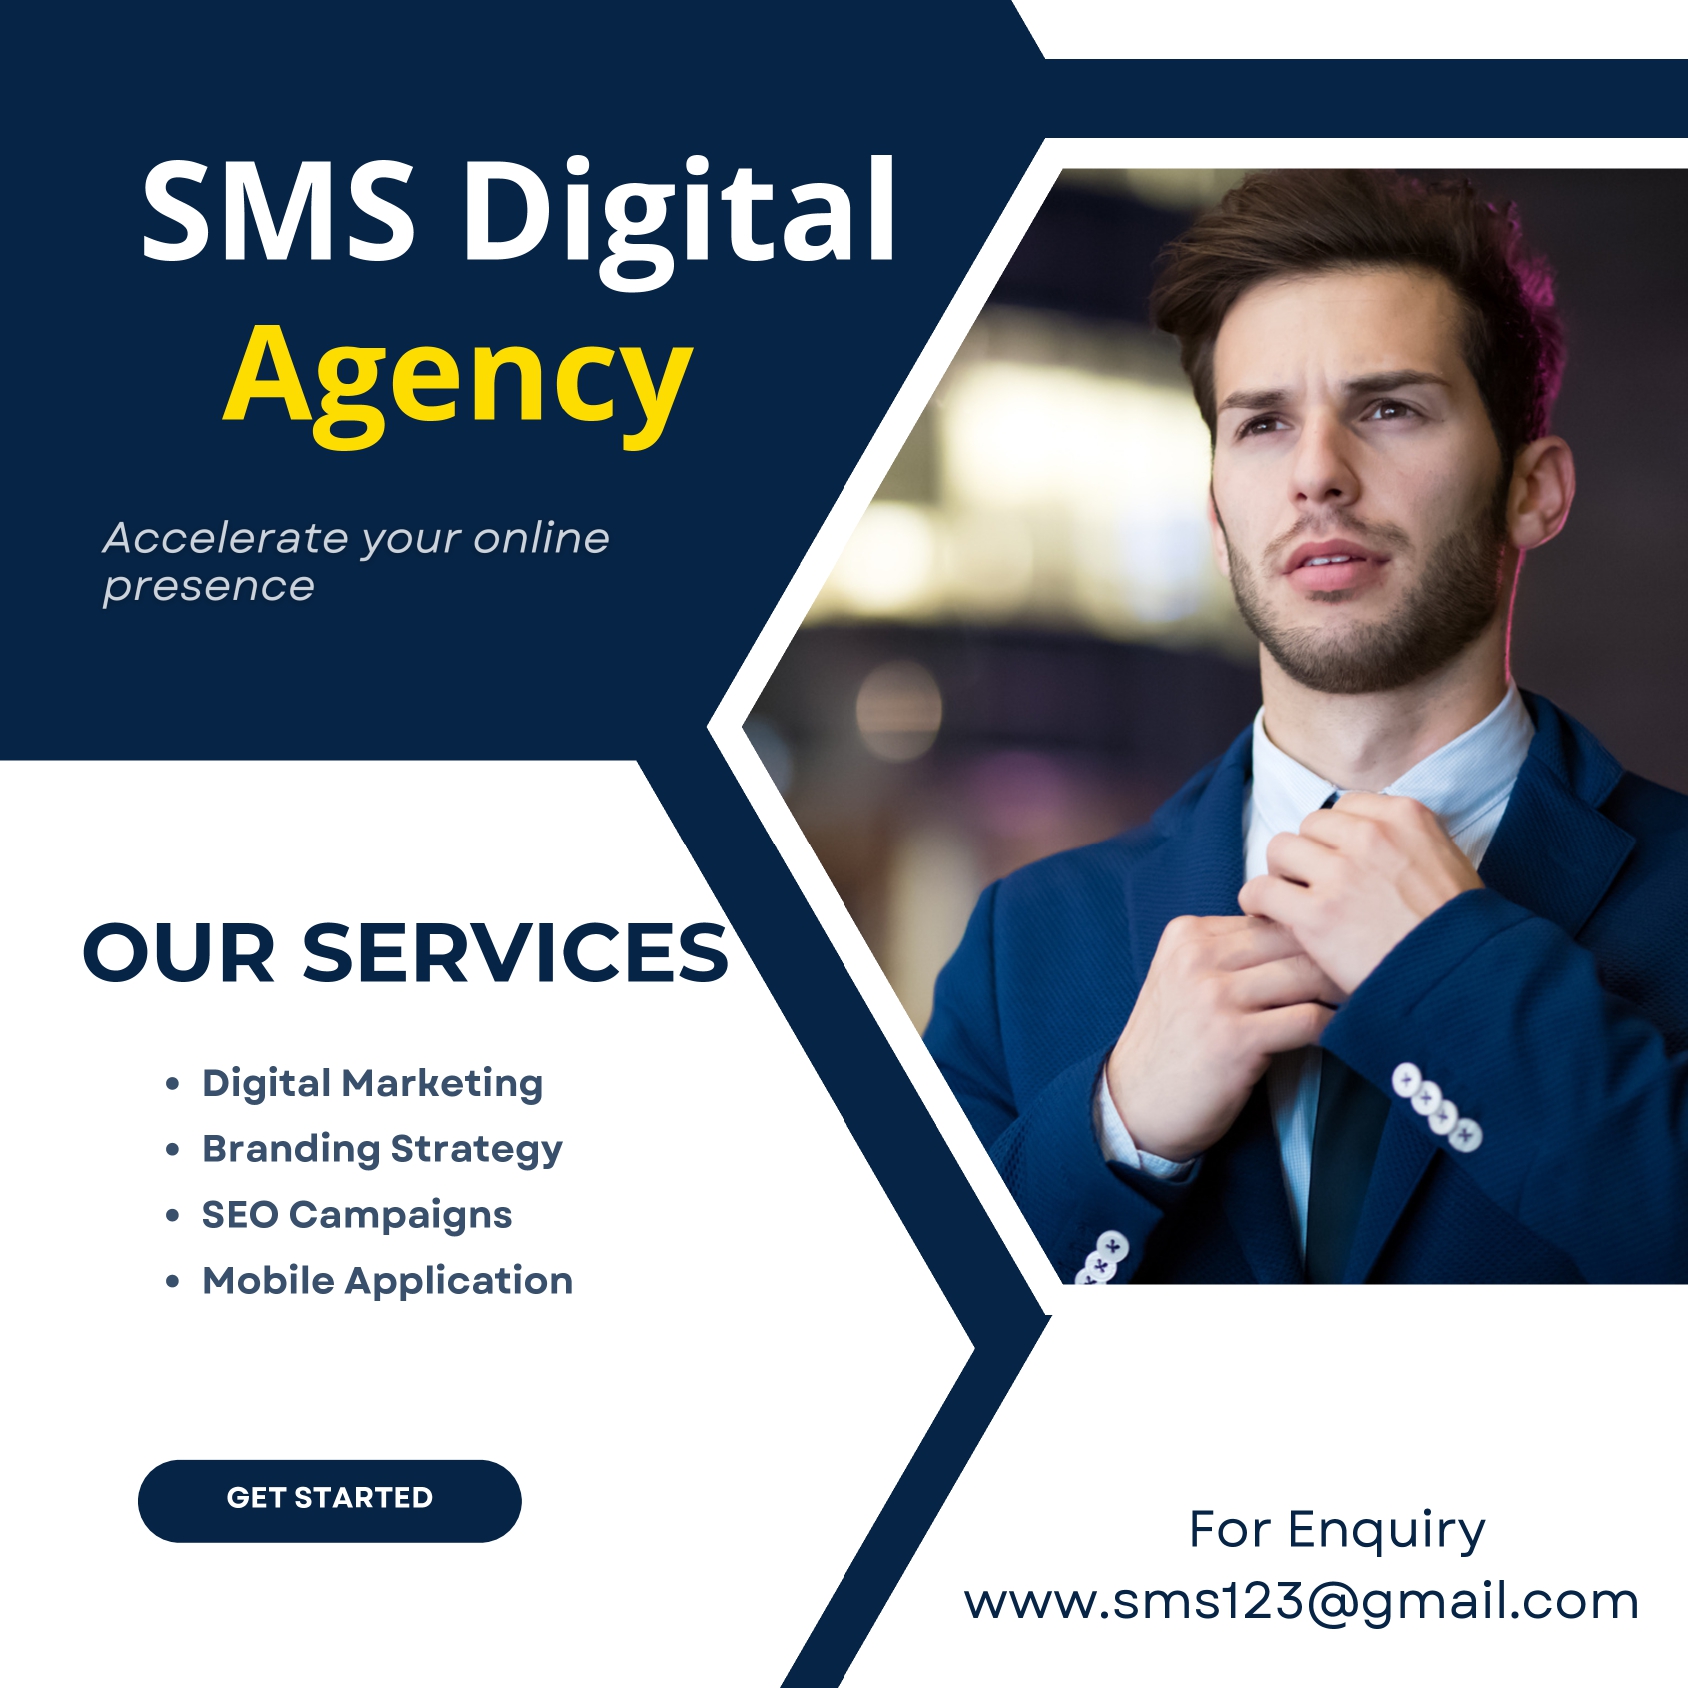 SMS Digital
Agency
Accelerate your online
presence
OUR SERVICES
• Digital Marketing
• Branding Strategy
• SEO Campaigns
• Mobile Application
GET STARTED
For Enquiry
www.sms123@gmail.com